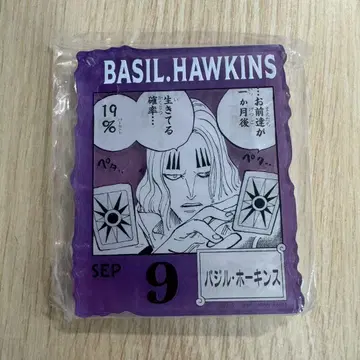 BASIL.HAWKINS
…お前達が
一か月後
生きてる
確率…
19
%
ペタ…
ペタ…
SEP
9
バジル・ホーキンス